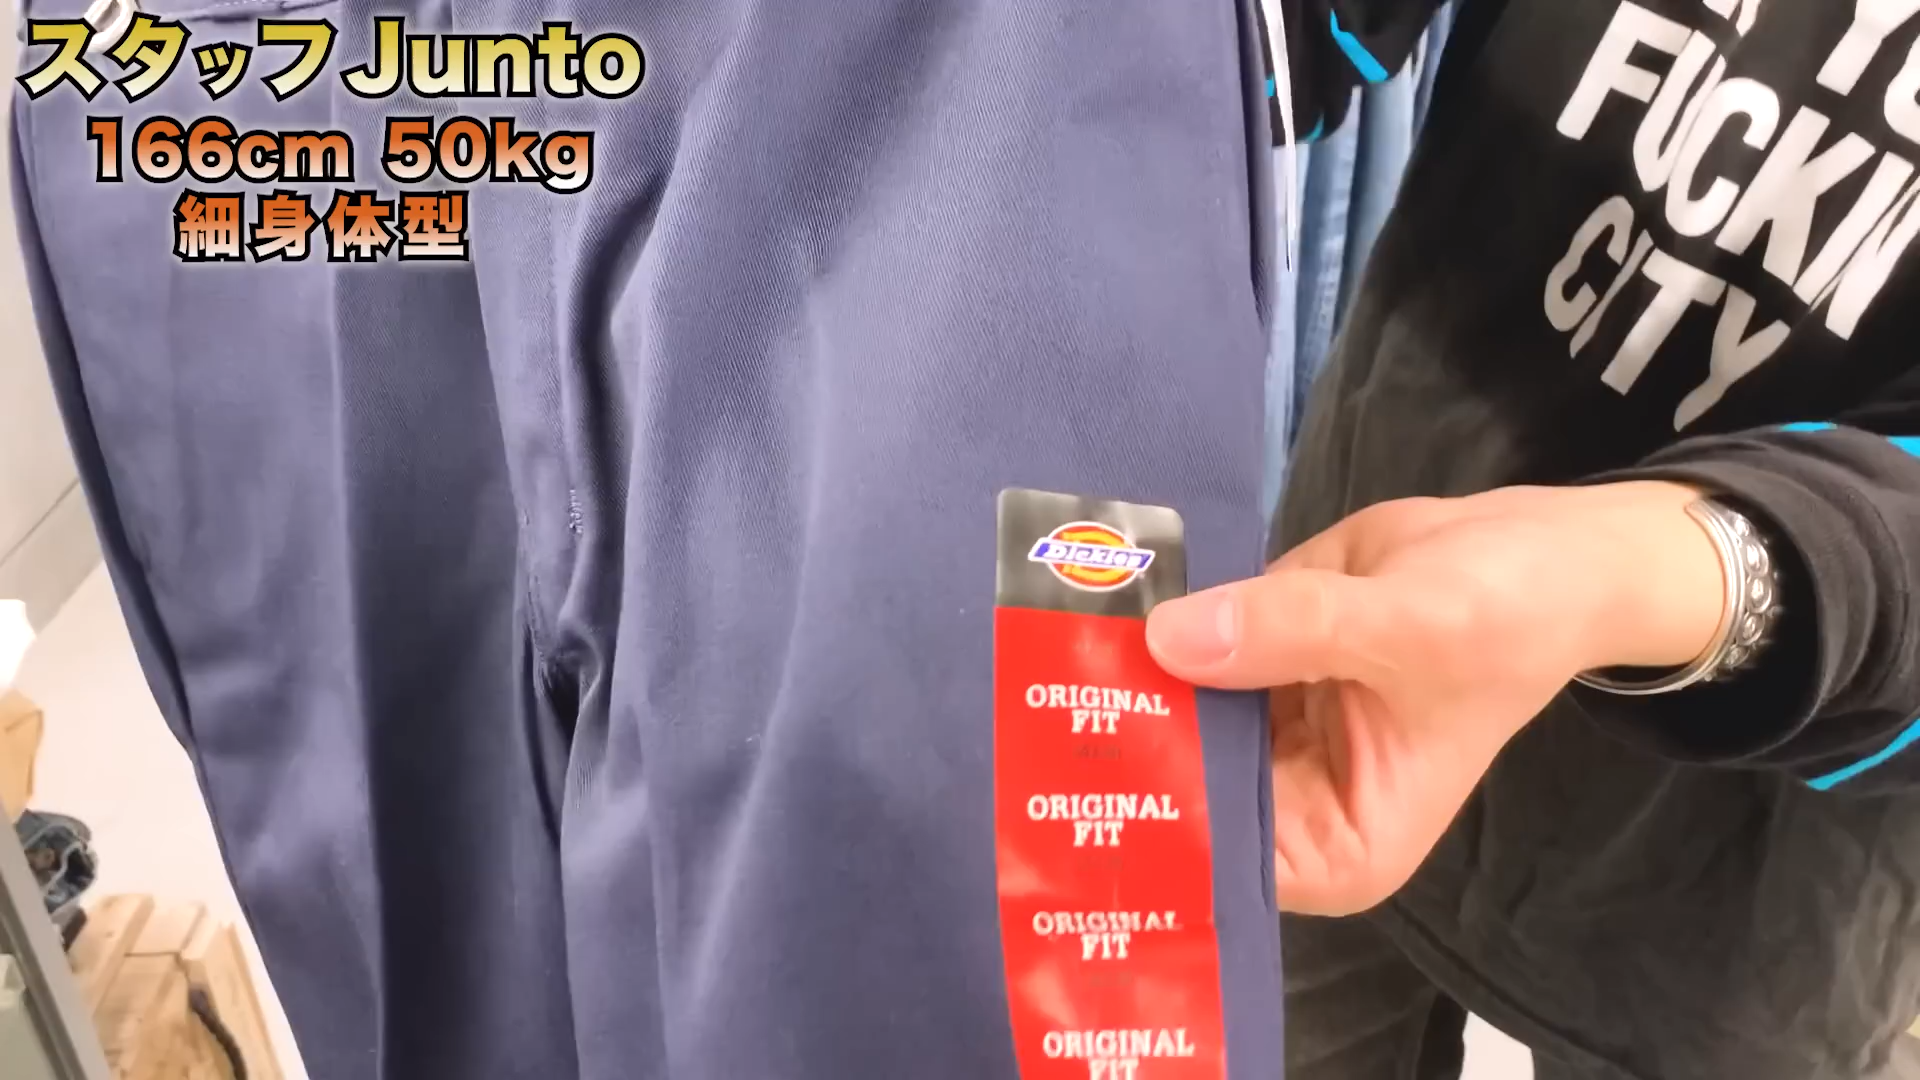 スタッフJunto
166cm 50kg
細身体型
FUCKIN
CITY
Dickies
ORIGINAL
FIT
ORIGINAL
FIT
ORIGINAL
FIT
ORIGINAL
FIT